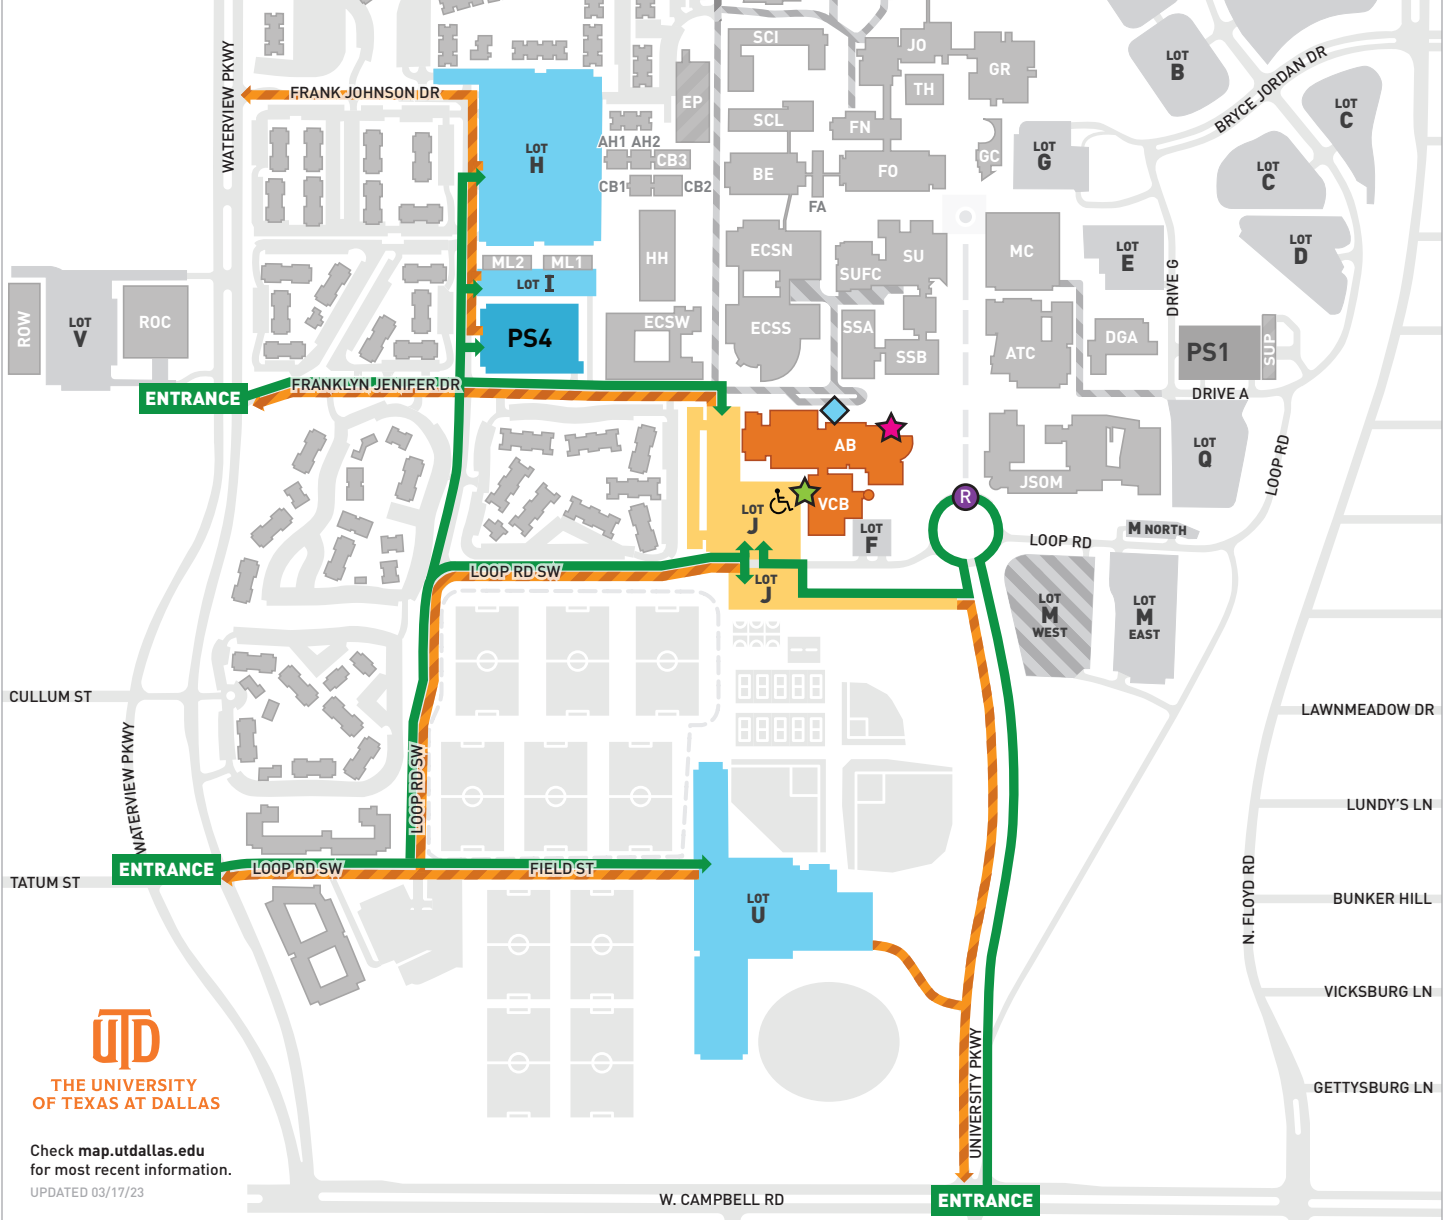 SCI
JO
GR
LOT
B
BRYCE JORDAN DR
WATERVIEW PKWY
FRANK JOHNSON DR
EP
TH
LOT
C
SCL
FN
AH1 AH2
LOT
H
CB3
CB1
CB2
BE
FA
FO
GC
LOT
G
LOT
C
LOT
D
HH
ECSN
SU
SUFC
MC
LOT
E
DRIVE G
ML2
ML1
LOT I
ROW
LOT
V
ROC
PS4
ECSW
ECSS
SSA
SSB
ATC
DGA
PS1
SUP
DRIVE A
ENTRANCE
FRANKLYN JENIFER DR
AB
LOT
Q
LOOP RD
JSOM
LOT
J
VCB
R
LOT
F
LOOP RD
M NORTH
LOOP RD SW
LOT
J
LOT
M
WEST
LOT
M
EAST
CULLUM ST
LAWNMEADOW DR
WATERVIEW PKWY
LOOP RD SW
LUNDY'S LN
ENTRANCE
LOOP RD SW
FIELD ST
TATUM ST
LOT
U
N. FLOYD RD
BUNKER HILL
VICKSBURG LN
UTD
THE UNIVERSITY
OF TEXAS AT DALLAS
UNIVERSITY PKWY
GETTYSBURG LN
Check map.utdallas.edu
for most recent information.
UPDATED 03/17/23
W. CAMPBELL RD
ENTRANCE